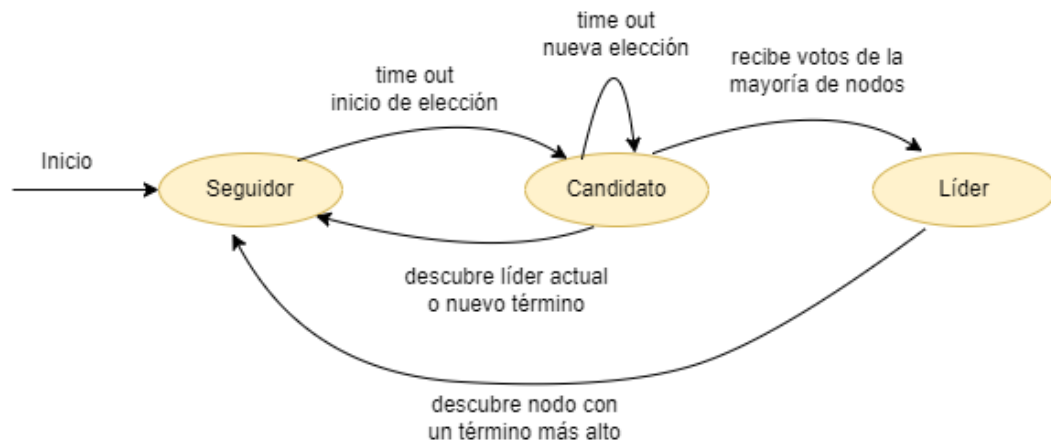 time out
nueva elección
recibe votos de la
mayoría de nodos
time out
inicio de elección
Inicio
Seguidor
Candidato
Líder
descubre líder actual
o nuevo término
descubre nodo con
un término más alto